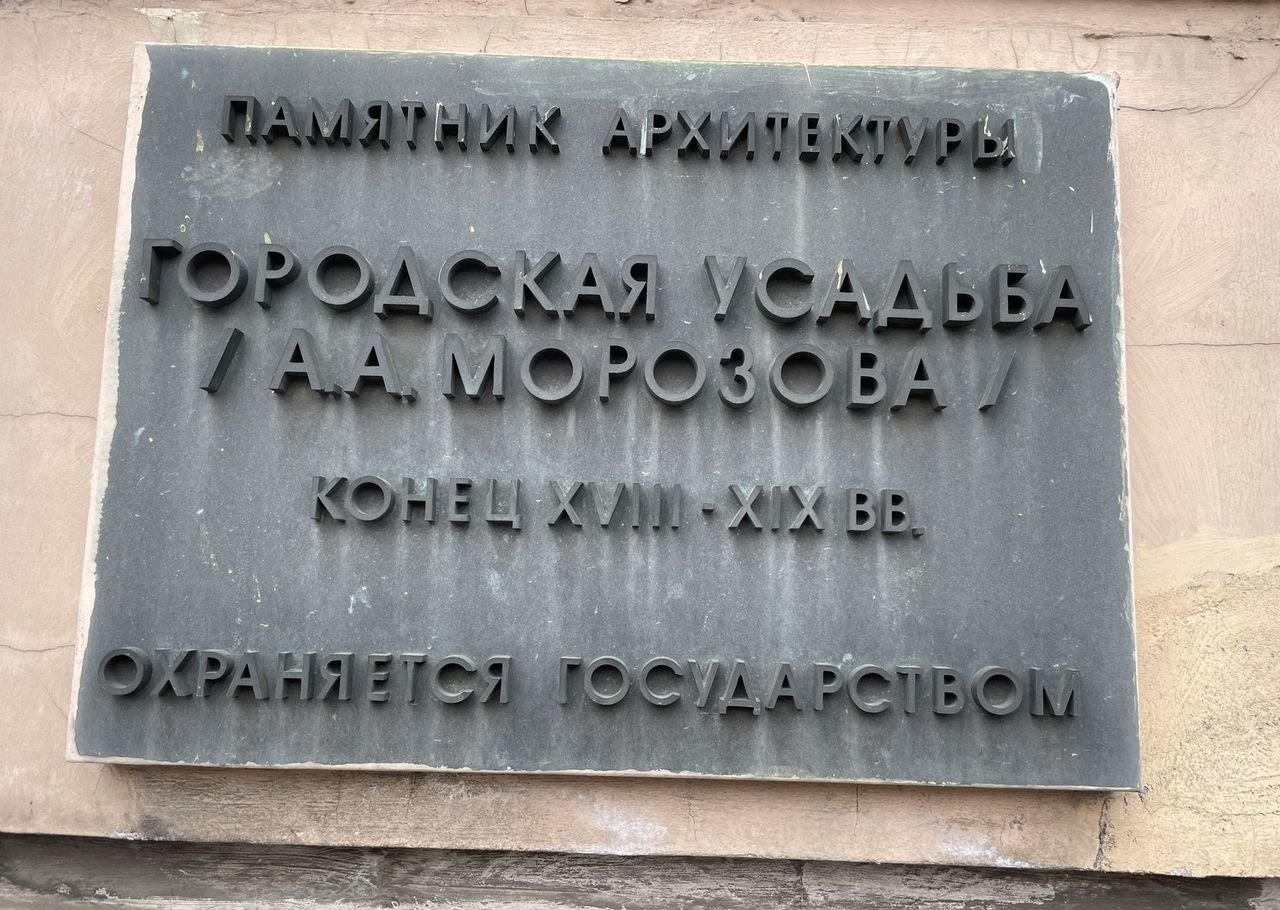 ПАМЯТНИК АРХИТЕКТУРЫ
ГОРОДСКАЯ УСАДЬБА
/ А.А. МОРОЗОВА /
КОНЕЦ XVIII - XIX ВВ.
ОХРАНЯЕТСЯ ГОСУДАРСТВОМ